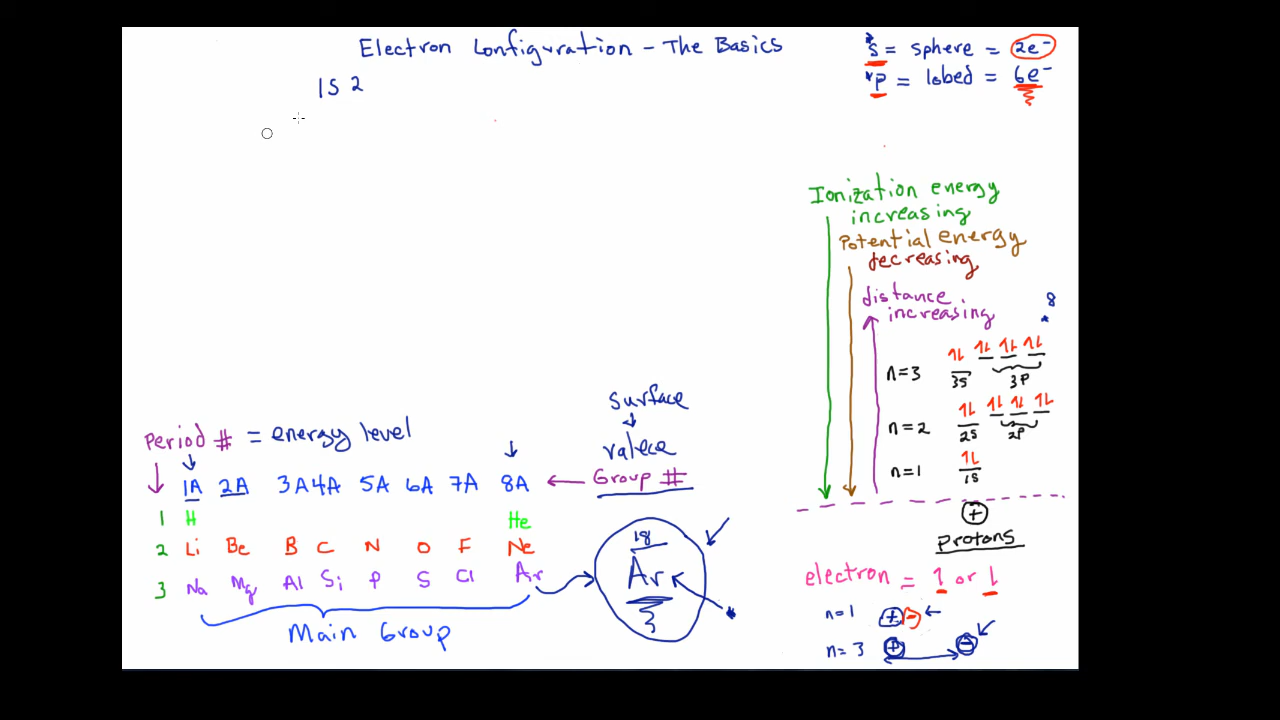 Electron Configuration - The Basics
1S 2
s = sphere = 2e⁻
p = lobed = 6e⁻
Ionization energy
increasing
Potential energy
decreasing
distance
increasing
8
n=3 3S 3P
n=2 2S 2P
n=1 1S
+
protons
electron = 1 or 1
n=1 + -
n=3 P -
surface
valece
Period # = energy level
1A 2A 3A 4A 5A 6A 7A 8A ← Group #
1 H He
2 Li Be B C N O F Ne
3 Na Mg Al Si P S Cl Ar
Main Group
18
Ar